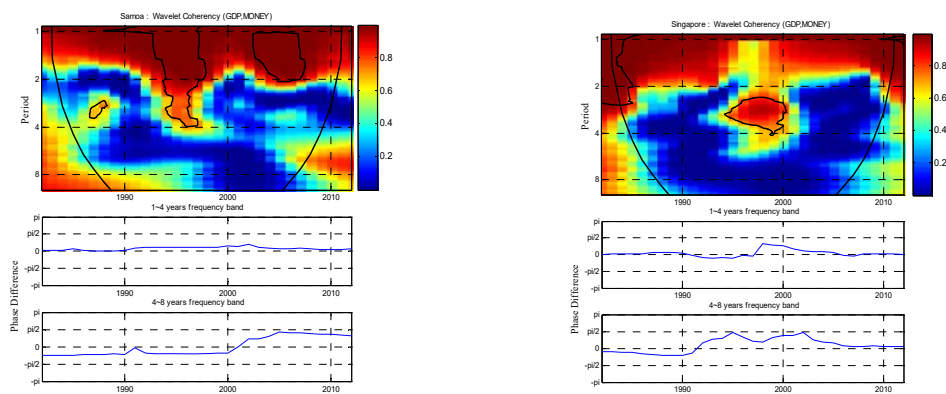 Samoa : Wavelet Coherency (GDP,MONEY)
1
2
4
8
Period
0.8
0.6
0.4
0.2
1990
2000
2010
1~4 years frequency band
pi
pi/2
0
-pi/2
-pi
1990
2000
2010
Phase Difference
4~8 years frequency band
pi
pi/2
0
-pi/2
-pi
1990
2000
2010
Singapore : Wavelet Coherency (GDP,MONEY)
1
2
4
8
Period
0.8
0.6
0.4
0.2
1990
2000
2010
1~4 years frequency band
pi
pi/2
0
-pi/2
-pi
1990
2000
2010
Phase Difference
4~8 years frequency band
pi
pi/2
0
-pi/2
-pi
1990
2000
2010